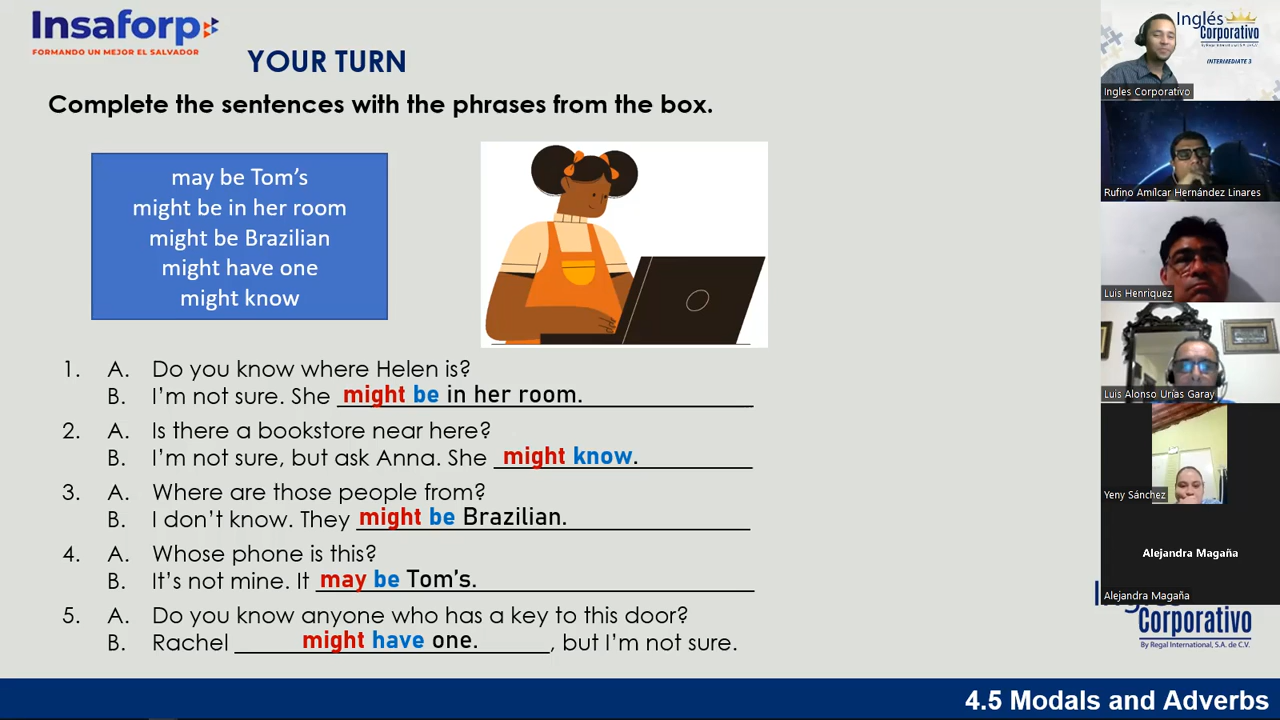 Insaforp
FORMANDO UN MEJOR EL SALVADOR
YOUR TURN
Complete the sentences with the phrases from the box.
may be Tom's
might be in her room
might be Brazilian
might have one
might know
1. A. Do you know where Helen is?
B. I'm not sure. She might be in her room.
2. A. Is there a bookstore near here?
B. I'm not sure, but ask Anna. She might know.
3. A. Where are those people from?
B. I don't know. They might be Brazilian.
4. A. Whose phone is this?
B. It's not mine. It may be Tom's.
5. A. Do you know anyone who has a key to this door?
B. Rachel might have one. , but I'm not sure.
4.5 Modals and Adverbs
Inglés
Corporativo
By Regal International, S.A. de C.V.
INTERMEDIATE 3
Ingles Corporativo
Rufino Amílcar Hernández Linares
Luis Henriquez
Luis Alonso Urías Garay
Yeny Sánchez
Alejandra Magaña
Alejandra Magaña
Corporativo
By Regal International, S.A. de C.V.